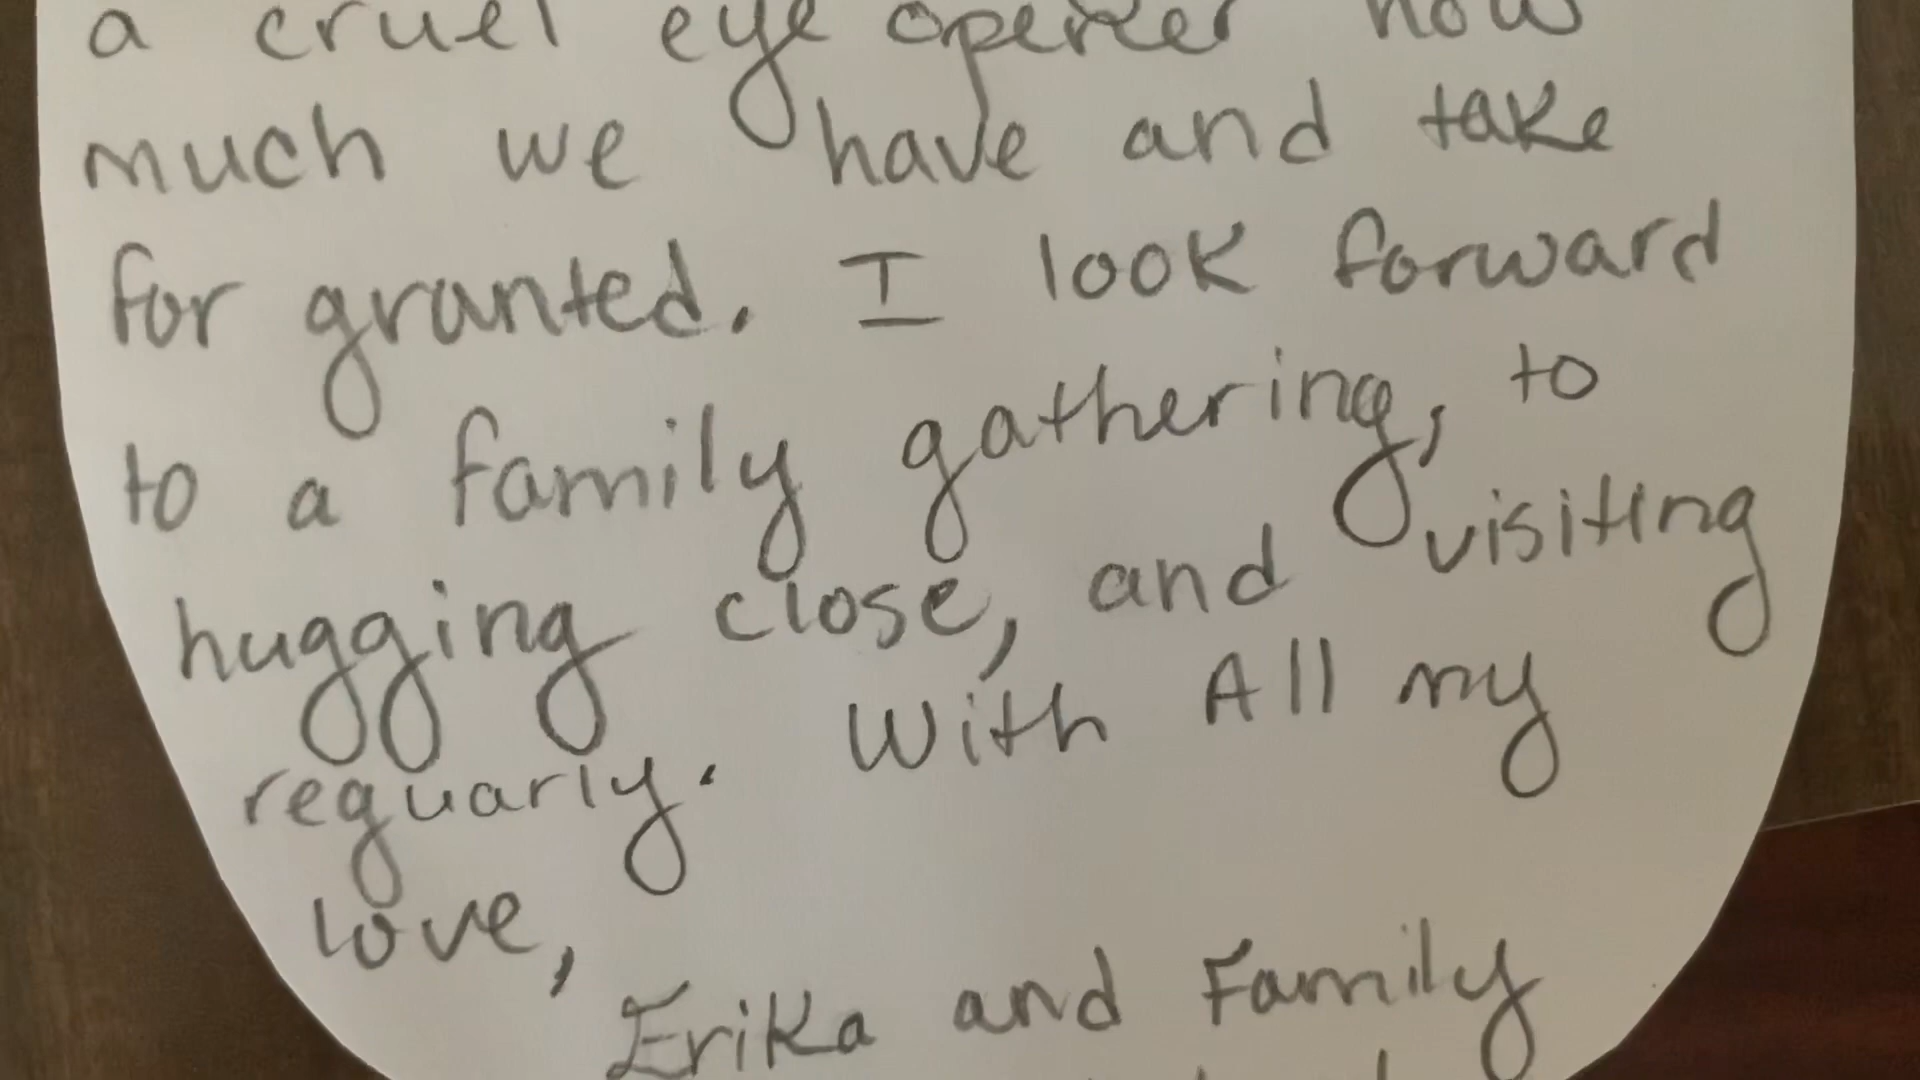 a cruel eye opener how
much we have and take
for granted. I look forward
to a family gathering, to
hugging close, and visiting
reguarly. With All my
love,
Erika and Family